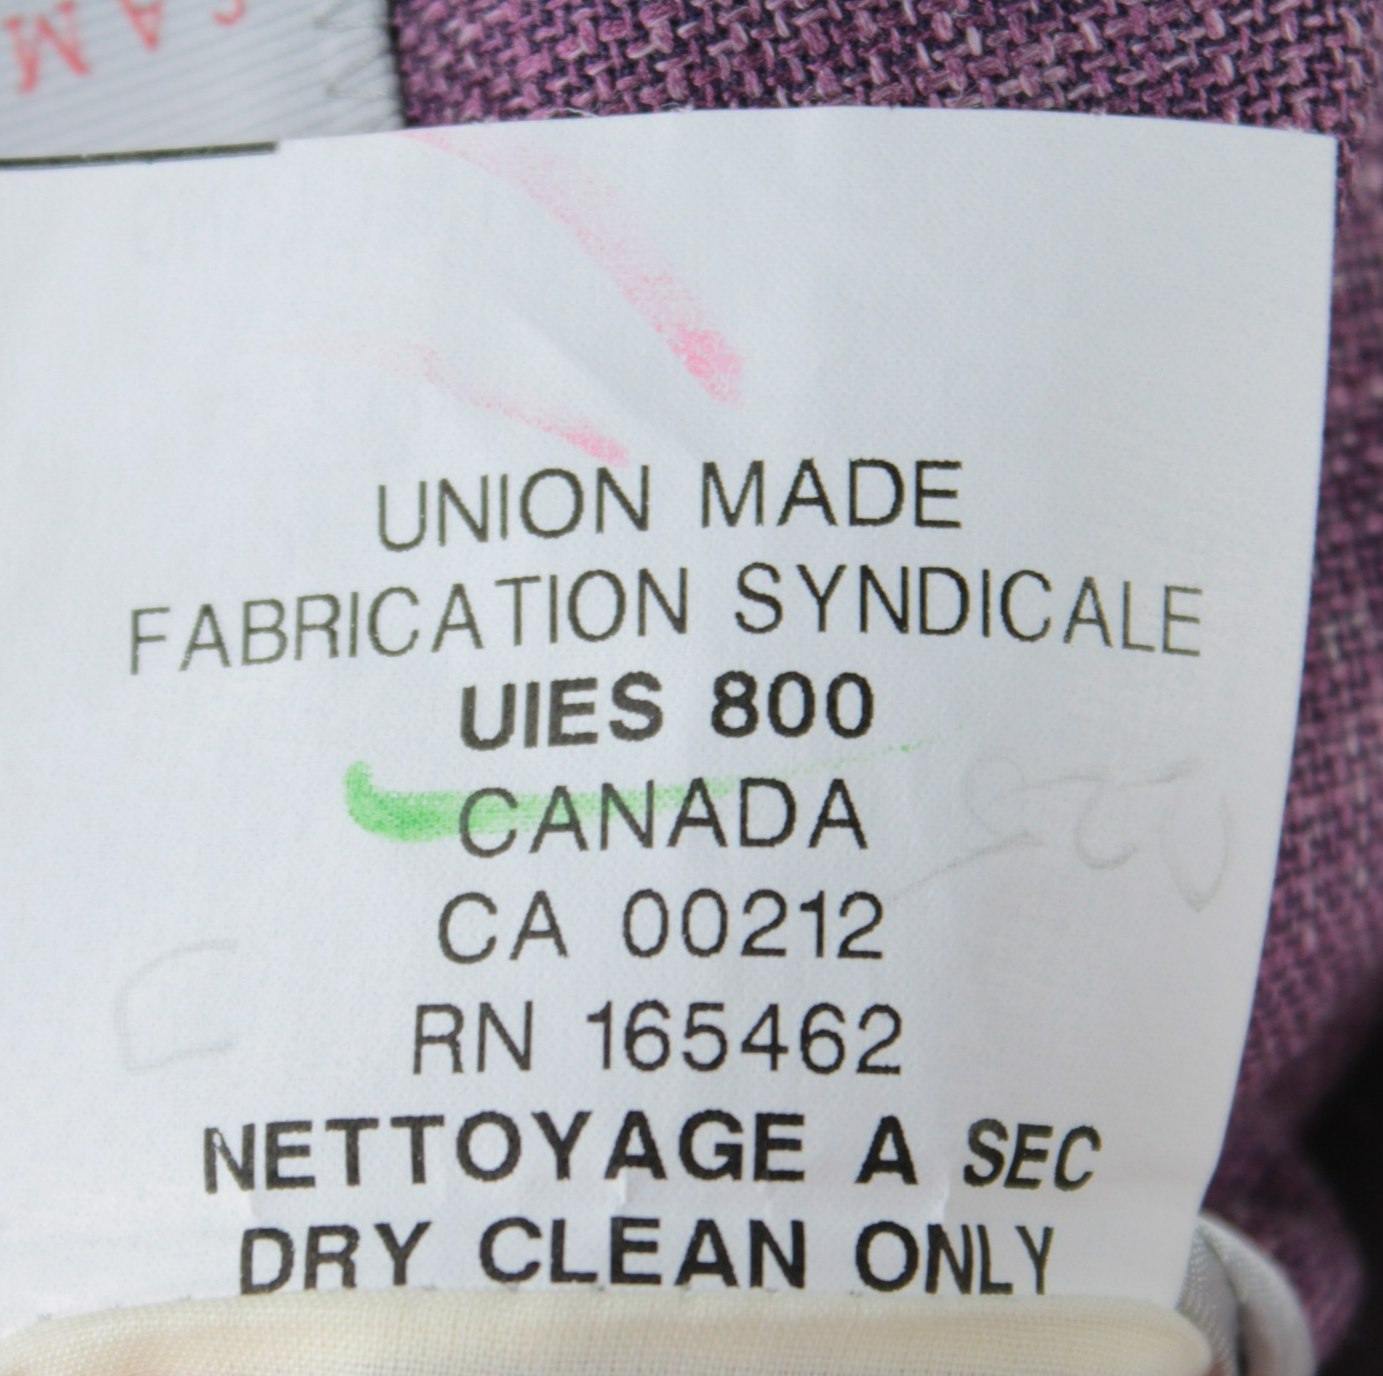 UNION MADE
FABRICATION SYNDICALE
UIES 800
CANADA
CA 00212
RN 165462
NETTOYAGE A SEC
DRY CLEAN ONLY